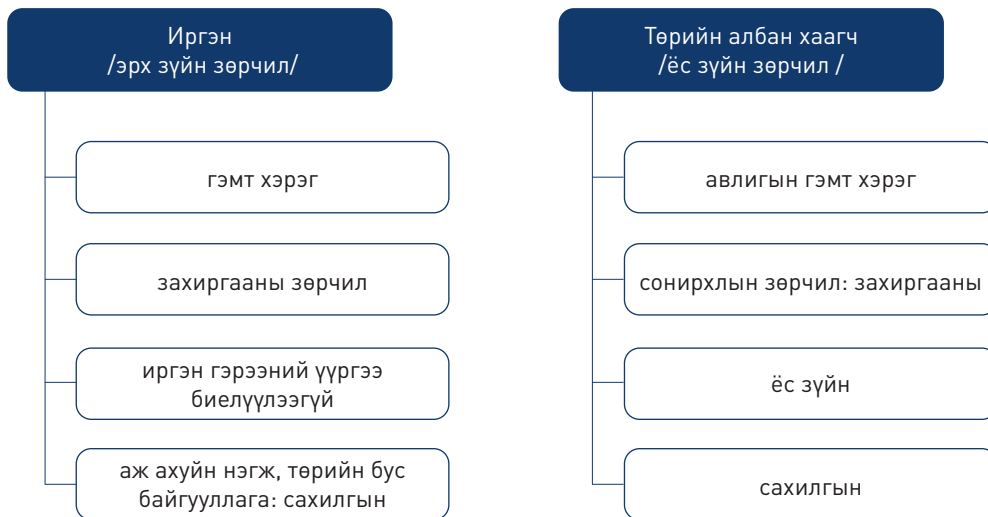 Иргэн
/эрх зүйн зөрчил/
гэмт хэрэг
захиргааны зөрчил
иргэн гэрээний үүргээ
биелүүлээгүй
аж ахуйн нэгж, төрийн бус
байгууллага: сахилгын
Төрийн албан хаагч
/ёс зүйн зөрчил /
авлигын гэмт хэрэг
сонирхлын зөрчил: захиргааны
ёс зүйн
сахилгын